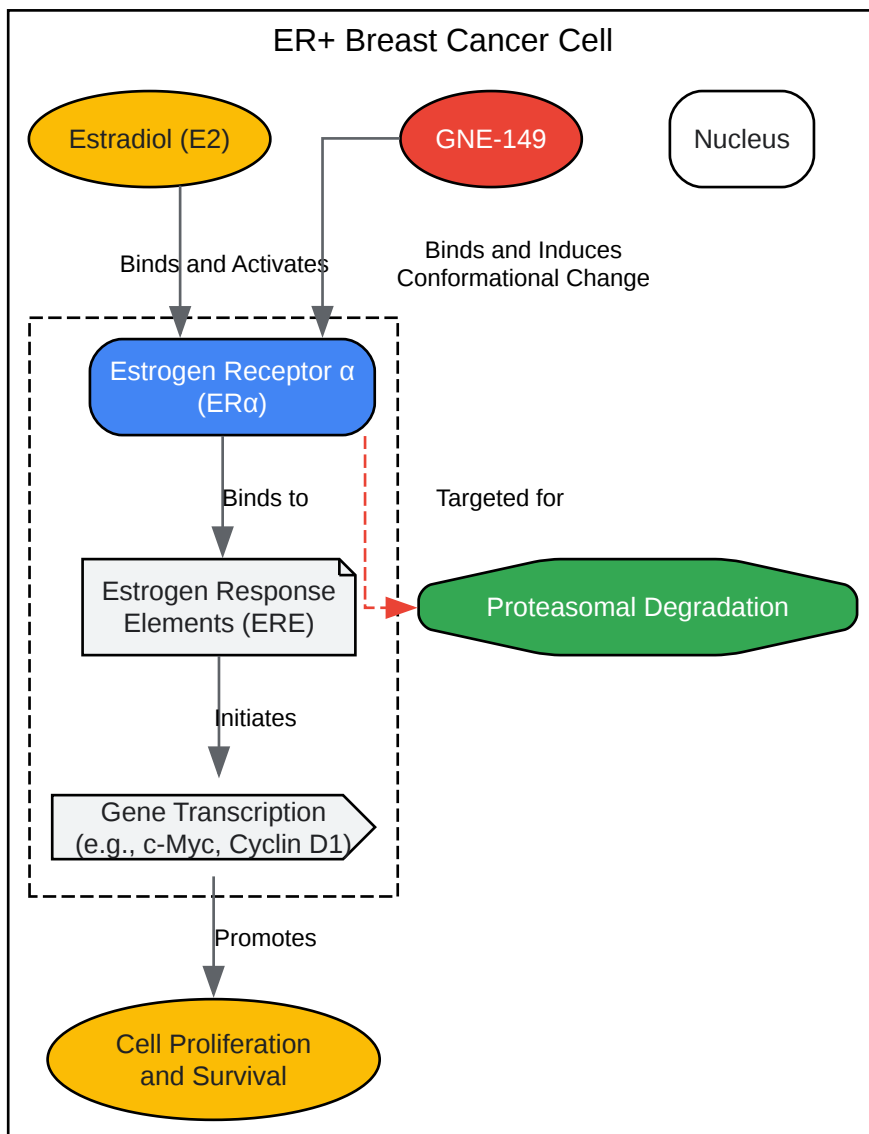 ER+ Breast Cancer Cell
Estradiol (E2)
GNE-149
Nucleus
Binds and Activates
Binds and Induces
Conformational Change
Estrogen Receptor α
(ERα)
Binds to
Targeted for
Estrogen Response
Elements (ERE)
Proteasomal Degradation
Initiates
Gene Transcription
(e.g., c-Myc, Cyclin D1)
Promotes
Cell Proliferation
and Survival